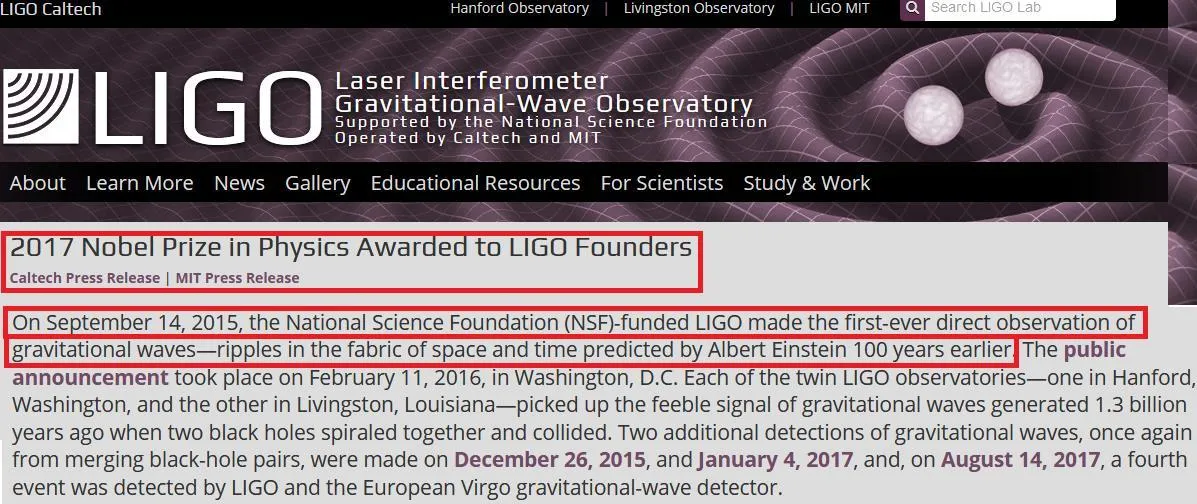 LIGO Caltech
Hanford Observatory | Livingston Observatory | LIGO MIT
Search LIGO Lab
LIGO
Laser Interferometer
Gravitational-Wave Observatory
Supported by the National Science Foundation
Operated by Caltech and MIT
About Learn More News Gallery Educational Resources For Scientists Study & Work
2017 Nobel Prize in Physics Awarded to LIGO Founders
Caltech Press Release | MIT Press Release
On September 14, 2015, the National Science Foundation (NSF)-funded LIGO made the first-ever direct observation of
gravitational waves—ripples in the fabric of space and time predicted by Albert Einstein 100 years earlier. The public
announcement took place on February 11, 2016, in Washington, D.C. Each of the twin LIGO observatories—one in Hanford,
Washington, and the other in Livingston, Louisiana—picked up the feeble signal of gravitational waves generated 1.3 billion
years ago when two black holes spiraled together and collided. Two additional detections of gravitational waves, once again
from merging black-hole pairs, were made on December 26, 2015, and January 4, 2017, and, on August 14, 2017, a fourth
event was detected by LIGO and the European Virgo gravitational-wave detector.